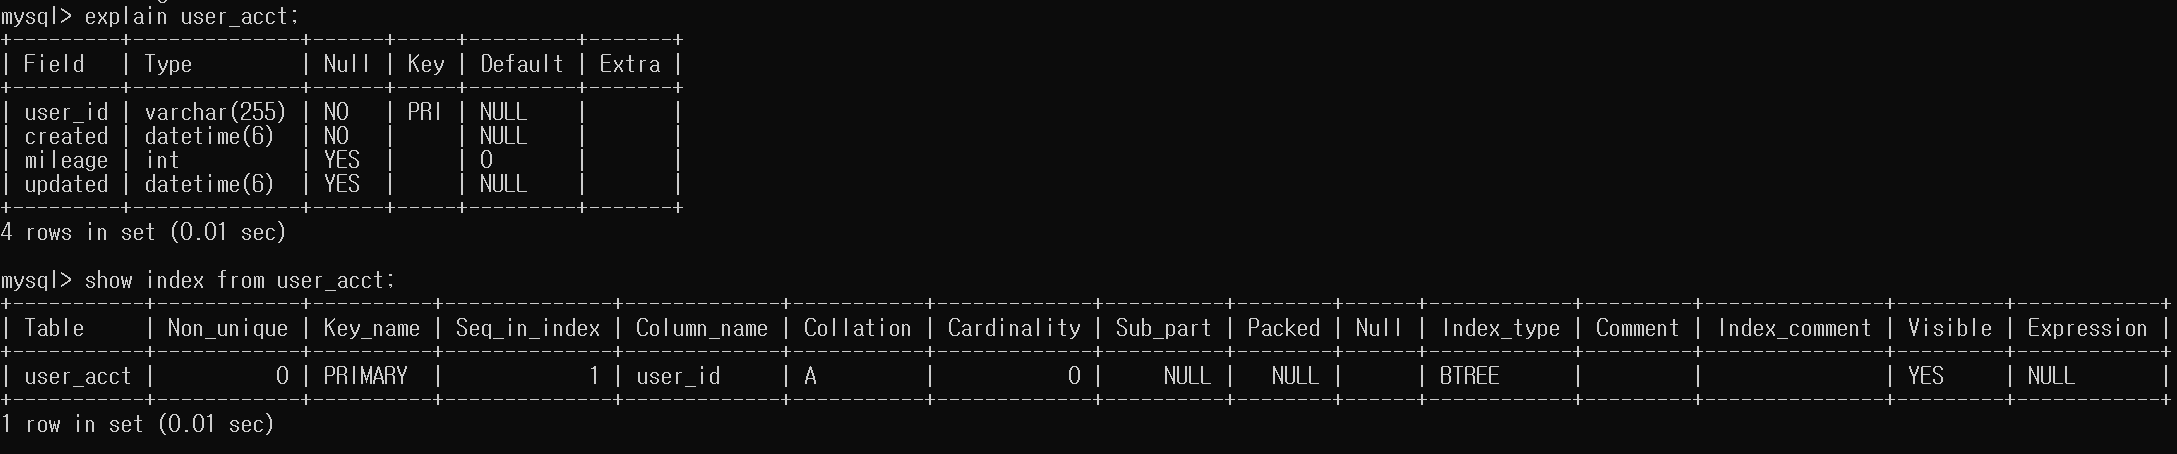 mysql> explain user_acct;
+---------+--------------+------+-----+---------+-------+
| Field   | Type         | Null | Key | Default | Extra |
+---------+--------------+------+-----+---------+-------+
| user_id | varchar(255) | NO   | PRI | NULL    |       |
| created | datetime(6)  | NO   |     | NULL    |       |
| mileage | int          | YES  |     | 0       |       |
| updated | datetime(6)  | YES  |     | NULL    |       |
+---------+--------------+------+-----+---------+-------+
4 rows in set (0.01 sec)

mysql> show index from user_acct;
+-----------+------------+----------+--------------+-------------+-----------+-------------+----------+--------+------+------------+---------+---------------+---------+------------+
| Table     | Non_unique | Key_name | Seq_in_index | Column_name | Collation | Cardinality | Sub_part | Packed | Null | Index_type | Comment | Index_comment | Visible | Expression |
+-----------+------------+----------+--------------+-------------+-----------+-------------+----------+--------+------+------------+---------+---------------+---------+------------+
| user_acct |          0 | PRIMARY  |            1 | user_id     | A         |           0 |     NULL |   NULL |      | BTREE      |         |               | YES     | NULL       |
+-----------+------------+----------+--------------+-------------+-----------+-------------+----------+--------+------+------------+---------+---------------+---------+------------+
1 row in set (0.01 sec)